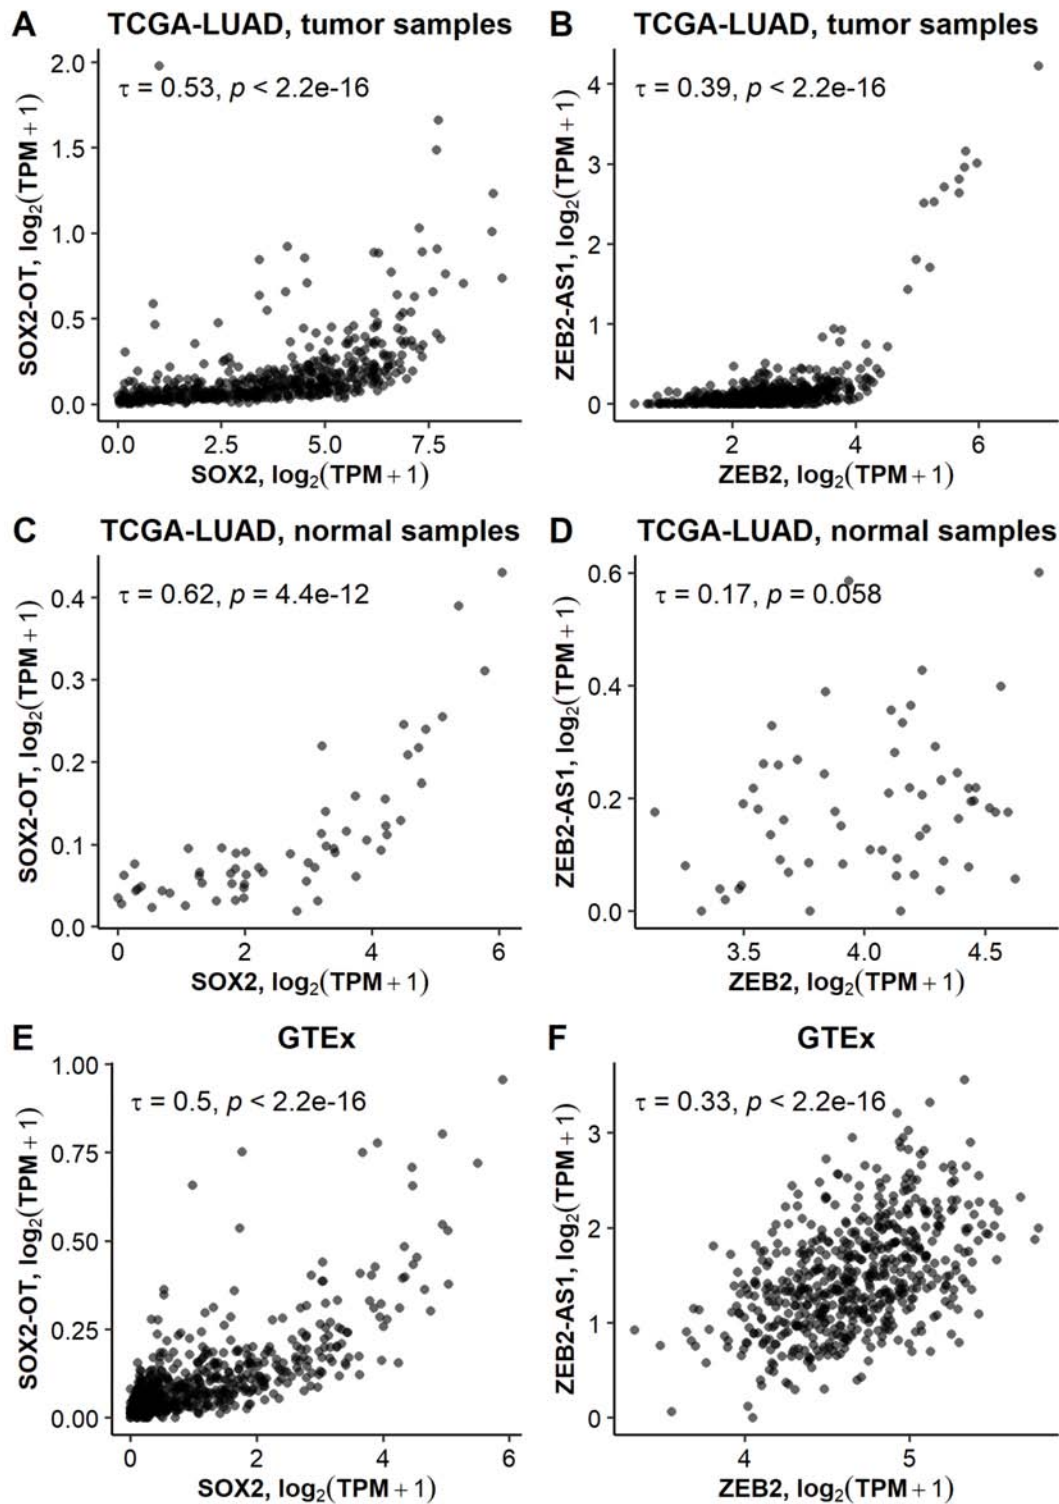 A TCGA-LUAD, tumor samples
2.0
1.5
1.0
0.5
0.0
SOX2-OT, log₂(TPM + 1)
τ = 0.53, p < 2.2e-16
0.0 2.5 5.0 7.5
SOX2, log₂(TPM + 1)
B TCGA-LUAD, tumor samples
4
3
2
1
0
ZEB2-AS1, log₂(TPM + 1)
τ = 0.39, p < 2.2e-16
2 4 6
ZEB2, log₂(TPM + 1)
C TCGA-LUAD, normal samples
0.4
0.3
0.2
0.1
0.0
SOX2-OT, log₂(TPM + 1)
τ = 0.62, p = 4.4e-12
0 2 4 6
SOX2, log₂(TPM + 1)
D TCGA-LUAD, normal samples
0.6
0.4
0.2
0.0
ZEB2-AS1, log₂(TPM + 1)
τ = 0.17, p = 0.058
3.5 4.0 4.5
ZEB2, log₂(TPM + 1)
E GTEx
1.00
0.75
0.50
0.25
0.00
SOX2-OT, log₂(TPM + 1)
τ = 0.5, p < 2.2e-16
0 2 4 6
SOX2, log₂(TPM + 1)
F GTEx
3
2
1
0
ZEB2-AS1, log₂(TPM + 1)
τ = 0.33, p < 2.2e-16
4 5
ZEB2, log₂(TPM + 1)